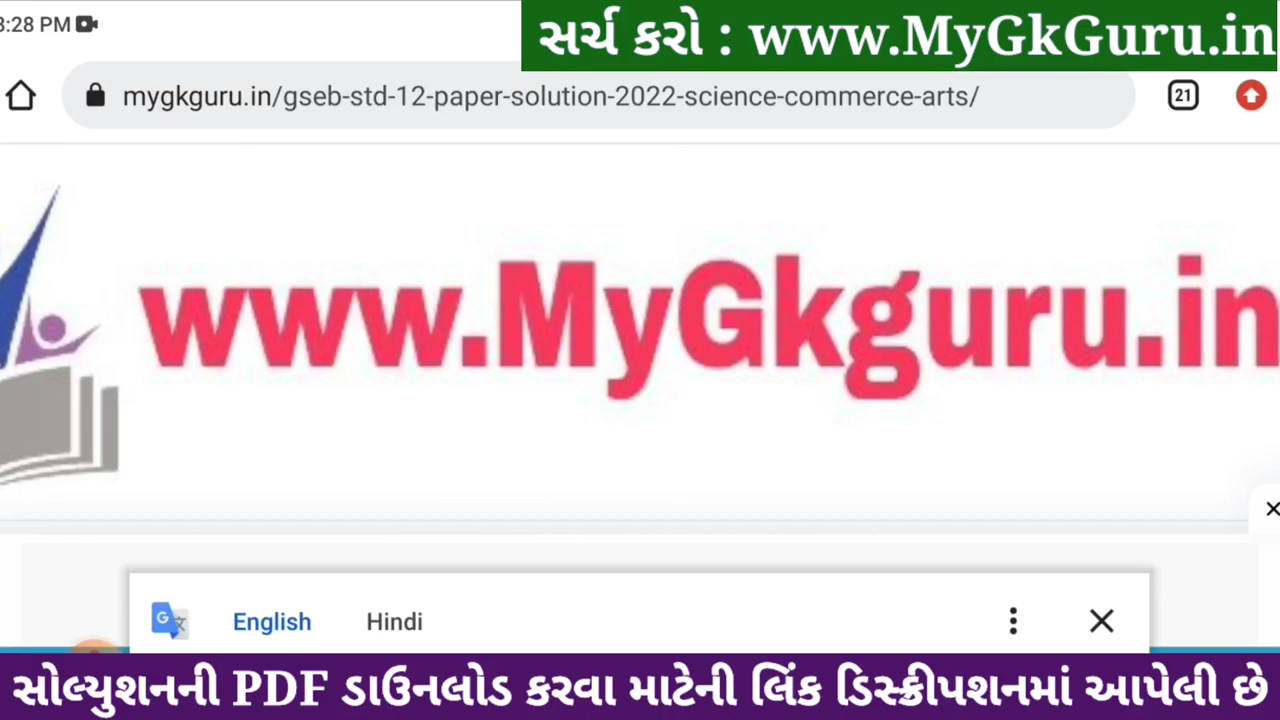 3:28 PM
સર્ચ કરો : www.MyGkGuru.in
mygkguru.in/gseb-std-12-paper-solution-2022-science-commerce-arts/
21
www.MyGkguru.in
English Hindi
સોલ્યુશનની PDF ડાઉનલોડ કરવા માટેની લિંક ડિસ્ક્રીપશનમાં આપેલી છે